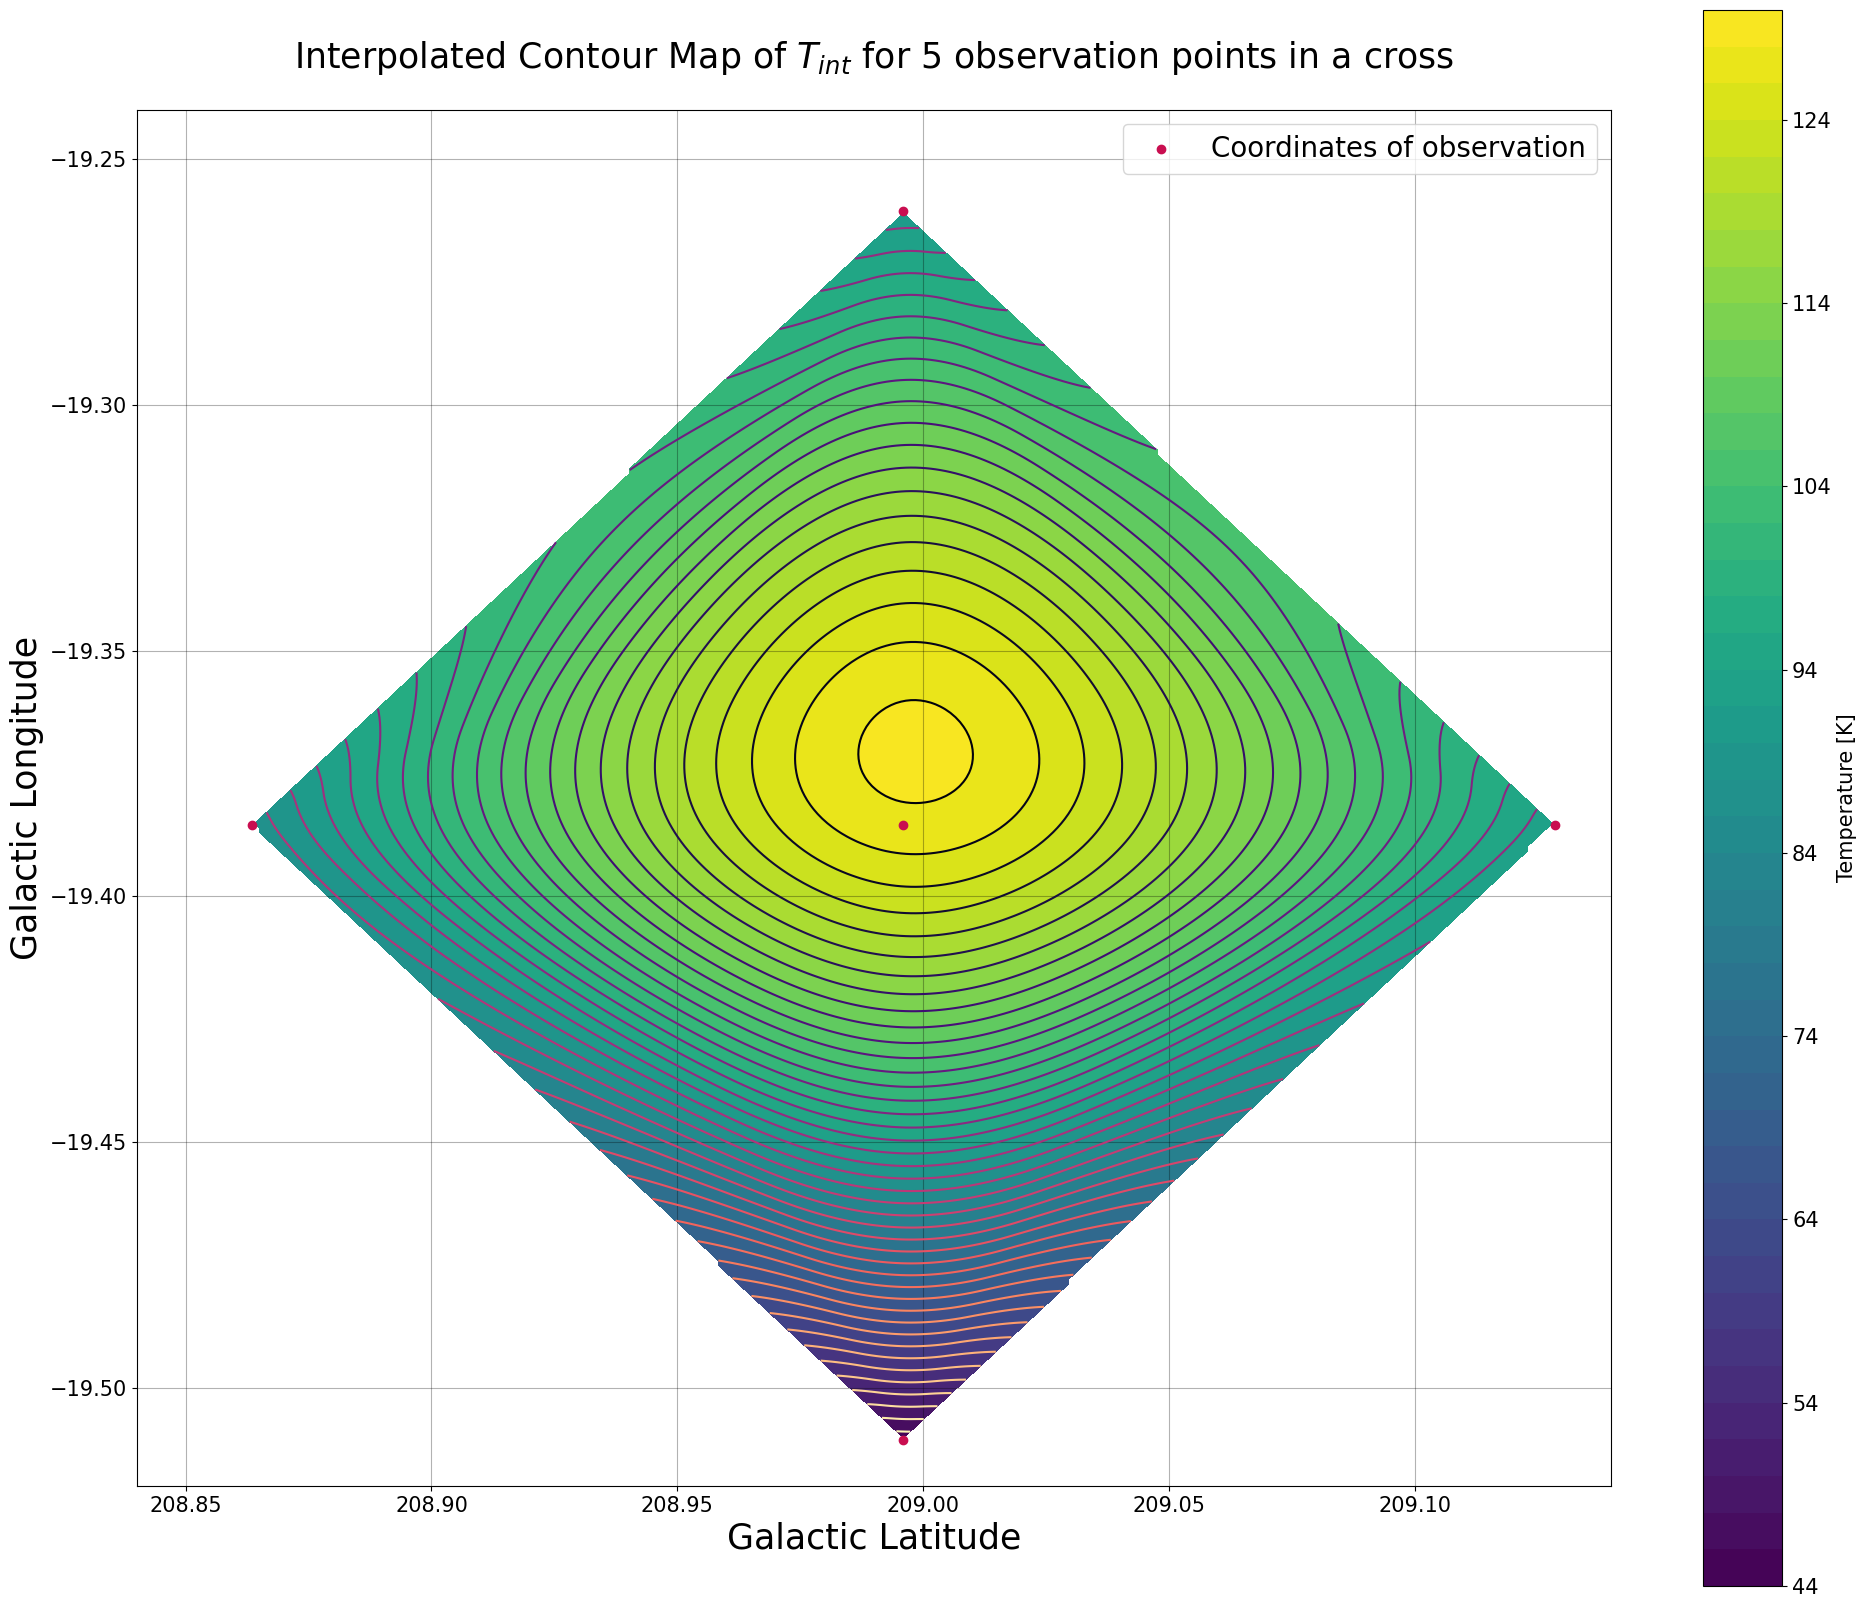 Interpolated Contour Map of T_int for 5 observation points in a cross
Coordinates of observation
−19.25
−19.30
−19.35
−19.40
−19.45
−19.50
Galactic Longitude
208.85 208.90 208.95 209.00 209.05 209.10
Galactic Latitude
124
114
104
94
84
74
64
54
44
Temperature [K]